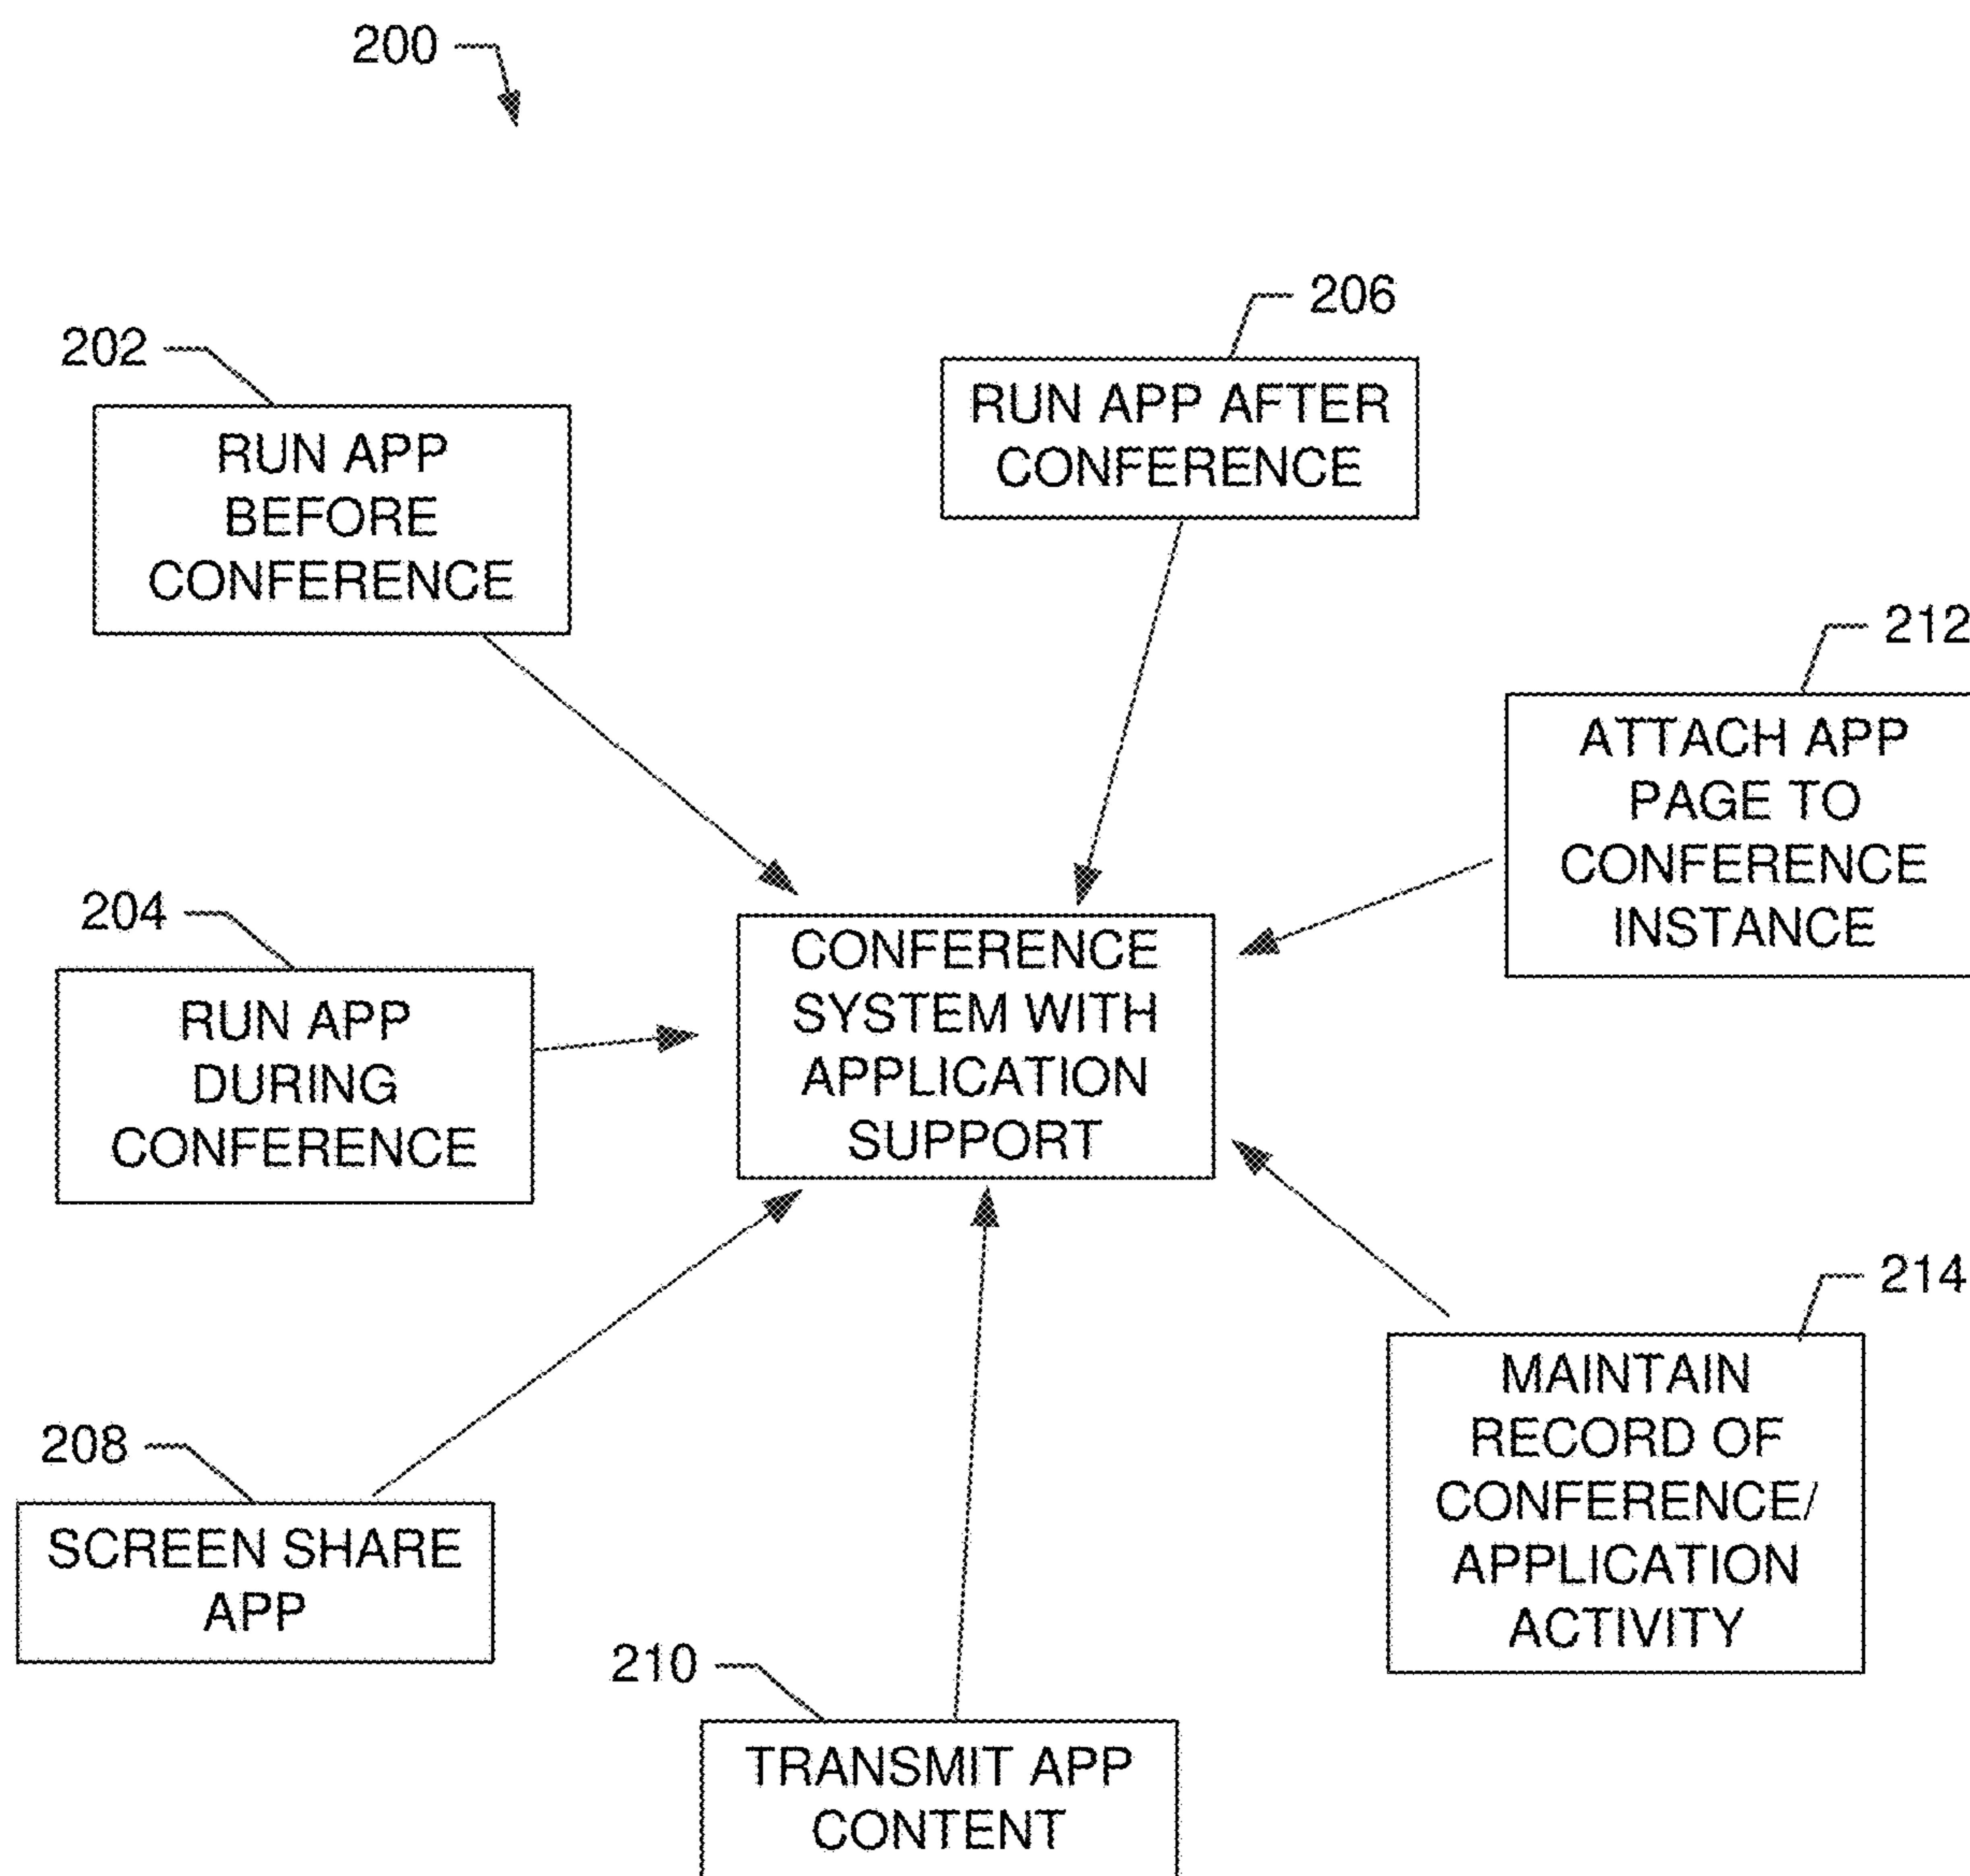 200
206
202
RUN APP AFTER
CONFERENCE
RUN APP
BEFORE
CONFERENCE
212
ATTACH APP
PAGE TO
CONFERENCE
INSTANCE
204
CONFERENCE
SYSTEM WITH
APPLICATION
SUPPORT
RUN APP
DURING
CONFERENCE
214
MAINTAIN
RECORD OF
CONFERENCE/
APPLICATION
ACTIVITY
208
SCREEN SHARE
APP
210
TRANSMIT APP
CONTENT